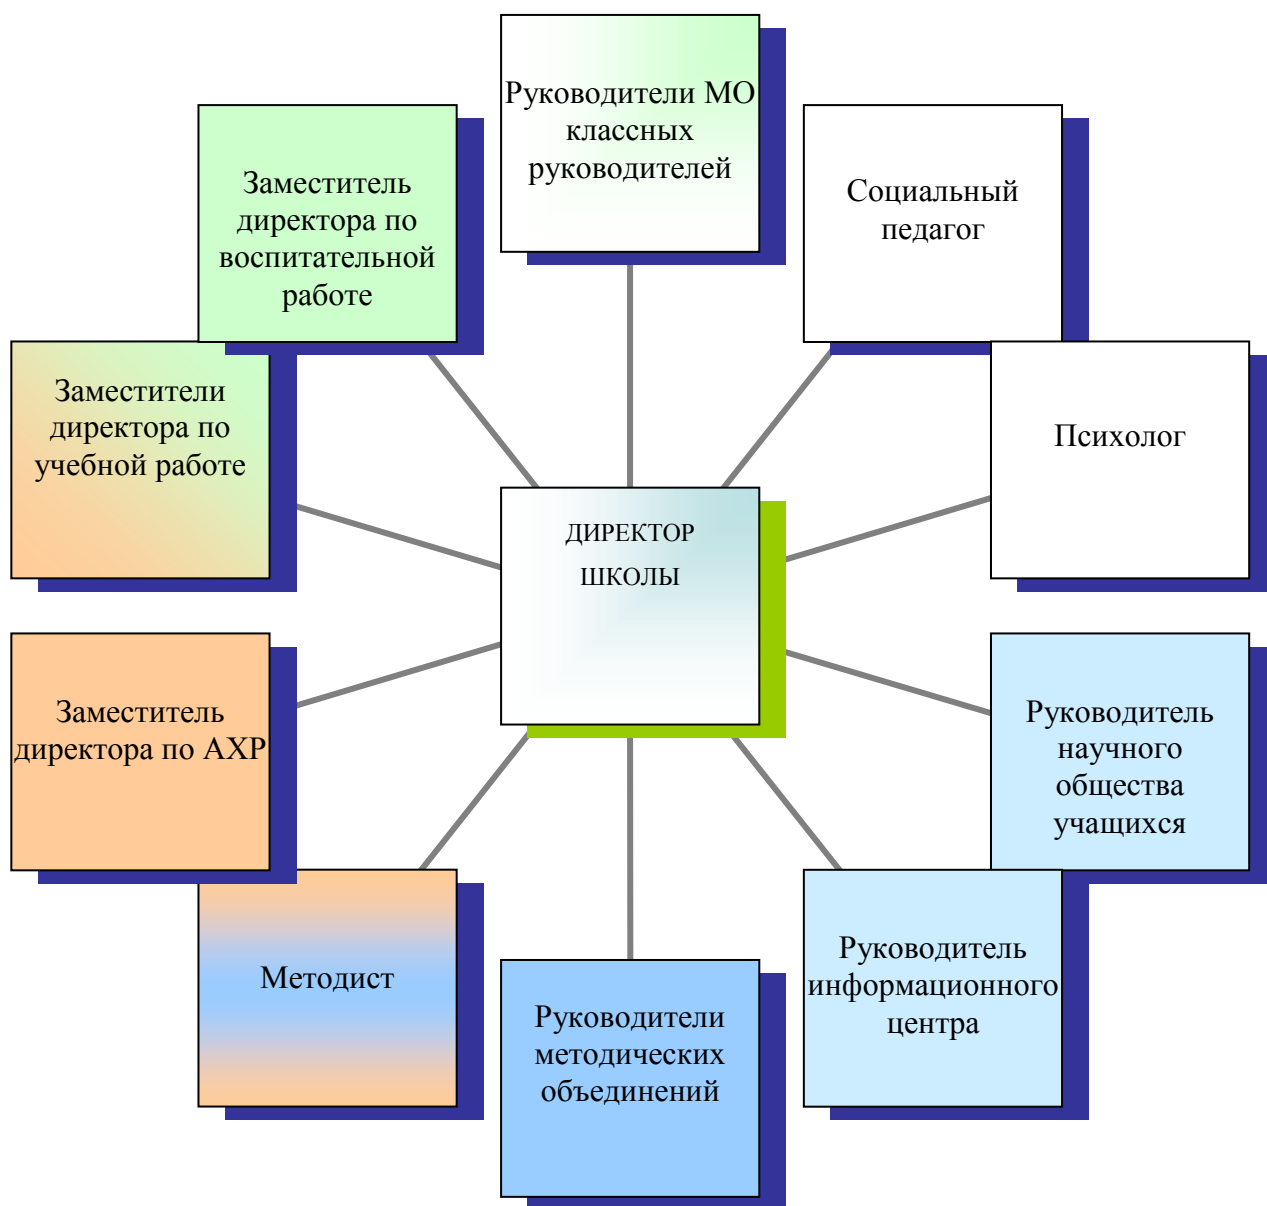 Руководители МО
классных
руководителей
Заместитель
директора по
воспитательной
работе
Социальный
педагог
Заместители
директора по
учебной работе
Психолог
ДИРЕКТОР
ШКОЛЫ
Заместитель
директора по АХР
Руководитель
научного
общества
учащихся
Методист
Руководители
методических
объединений
Руководитель
информационного
центра